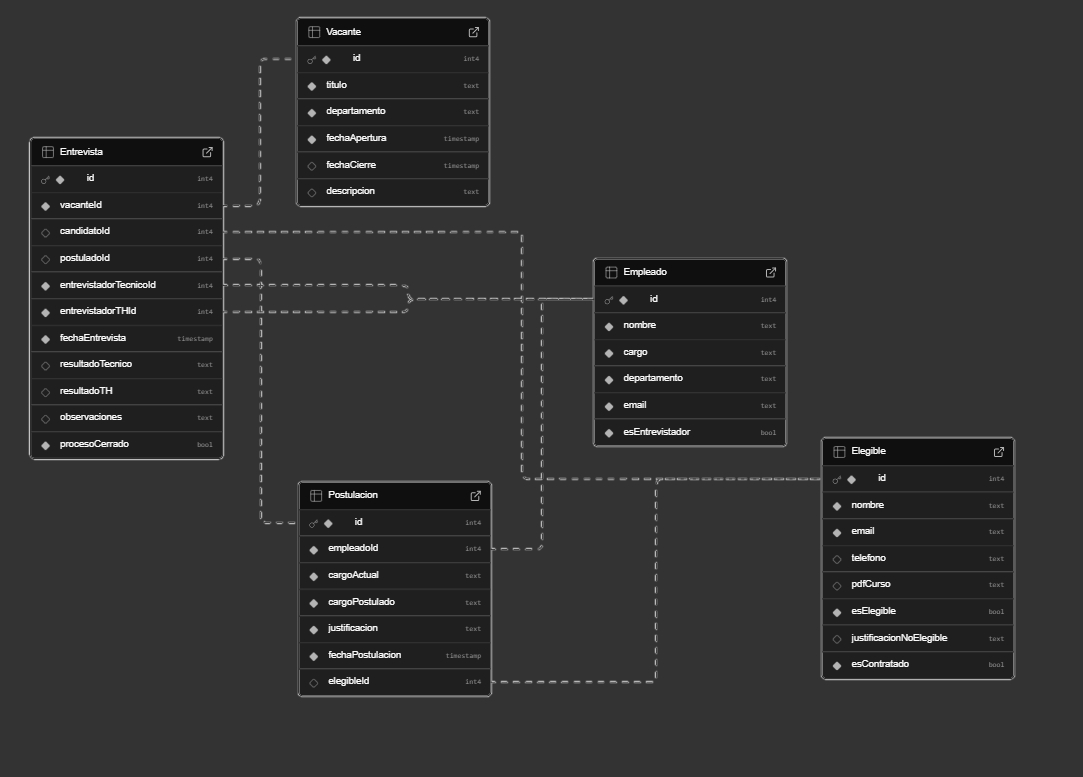 Vacante
id int4
titulo text
departamento text
fechaApertura timestamp
fechaCierre timestamp
descripcion text
Entrevista
id int4
vacanteId int4
candidatoId int4
postuladoId int4
entrevistadorTecnicoId int4
entrevistadorTHId int4
fechaEntrevista timestamp
resultadoTecnico text
resultadoTH text
observaciones text
procesoCerrado bool
Empleado
id int4
nombre text
cargo text
departamento text
email text
esEntrevistador bool
Elegible
id int4
nombre text
email text
telefono text
pdfCurso text
esElegible bool
justificacionNoElegible text
esContratado bool
Postulacion
id int4
empleadoId int4
cargoActual text
cargoPostulado text
justificacion text
fechaPostulacion timestamp
elegibleId int4